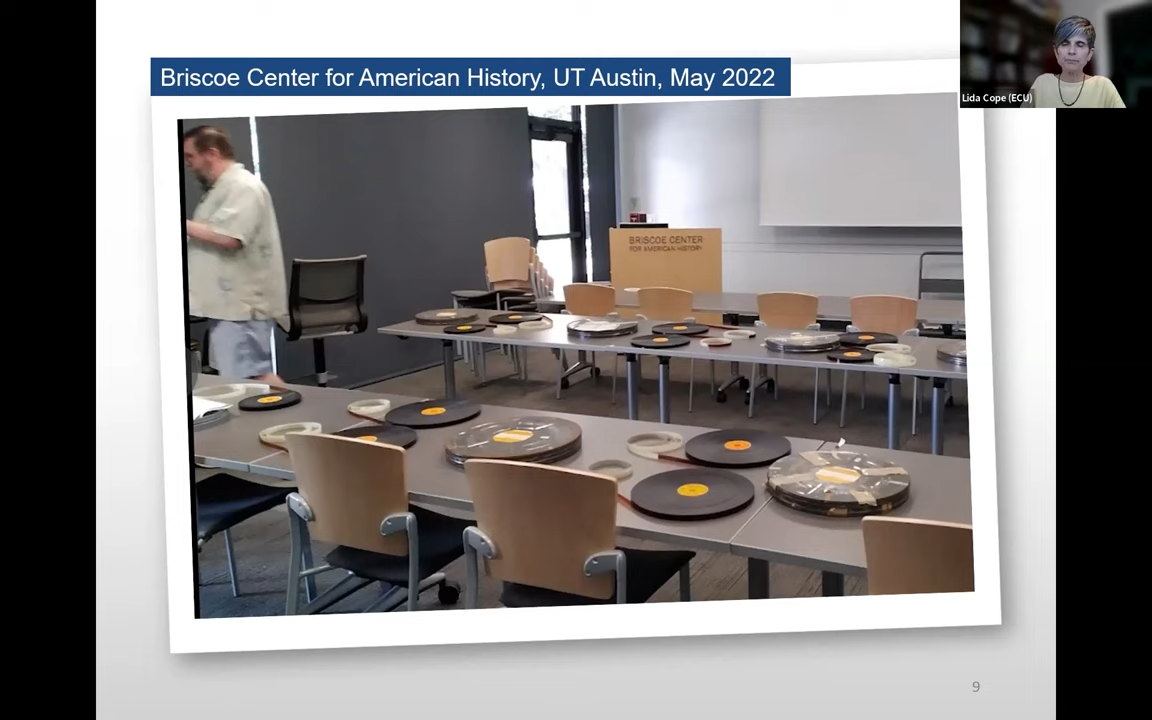 Briscoe Center for American History, UT Austin, May 2022
Lida Cope (ECU)
BRISCOE CENTER
FOR AMERICAN HISTORY
9